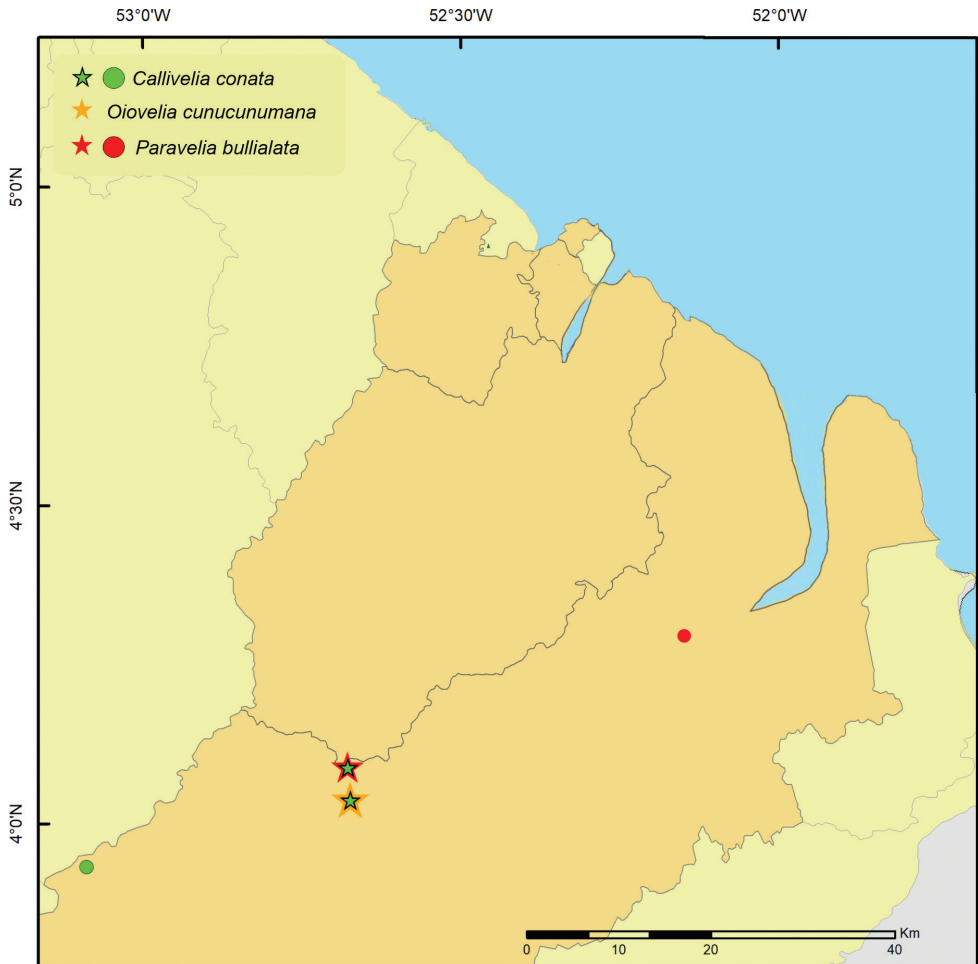 53°0'W 52°30'W 52°0'W
Callivelia conata
Oiovelia cunucunumana
Paravelia bullialata
5°0'N
4°30'N
4°0'N
Km
0 10 20 40